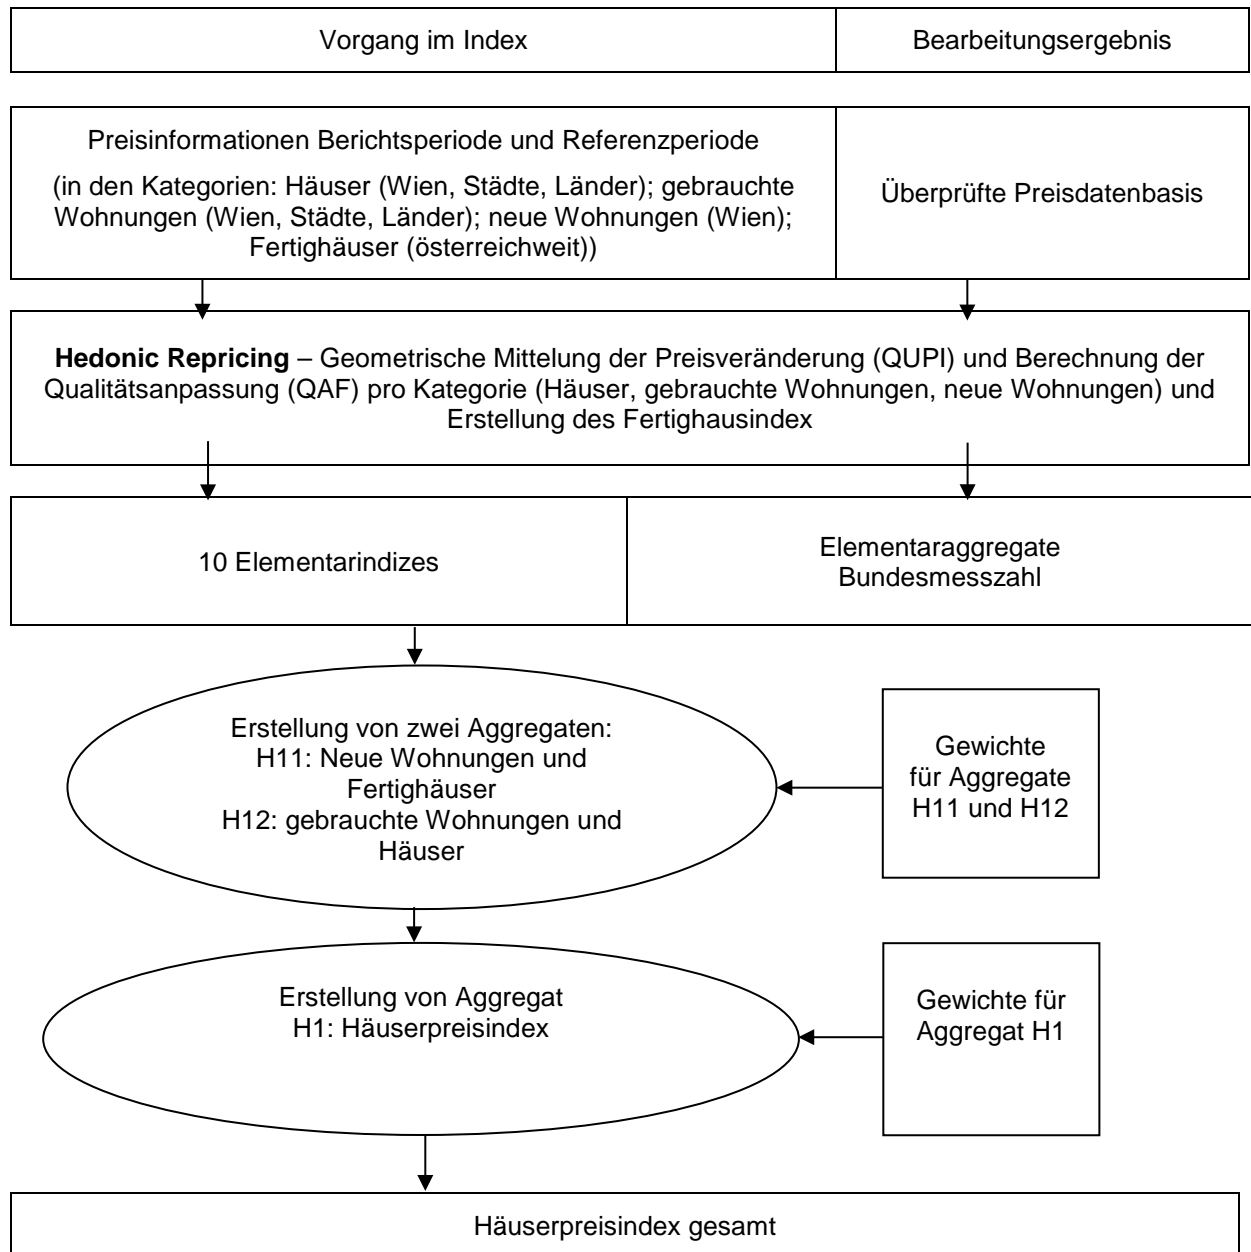 Vorgang im Index
Bearbeitungsergebnis
Preisinformationen Berichtsperiode und Referenzperiode
(in den Kategorien: Häuser (Wien, Städte, Länder); gebrauchte
Wohnungen (Wien, Städte, Länder); neue Wohnungen (Wien);
Fertighäuser (österreichweit))
Überprüfte Preisdatenbasis
Hedonic Repricing – Geometrische Mittelung der Preisveränderung (QUPI) und Berechnung der
Qualitätsanpassung (QAF) pro Kategorie (Häuser, gebrauchte Wohnungen, neue Wohnungen) und
Erstellung des Fertighausindex
10 Elementarindizes
Elementaraggregate
Bundesmesszahl
Erstellung von zwei Aggregaten:
H11: Neue Wohnungen und
Fertighäuser
H12: gebrauchte Wohnungen und
Häuser
Gewichte
für Aggregate
H11 und H12
Erstellung von Aggregat
H1: Häuserpreisindex
Gewichte für
Aggregat H1
Häuserpreisindex gesamt